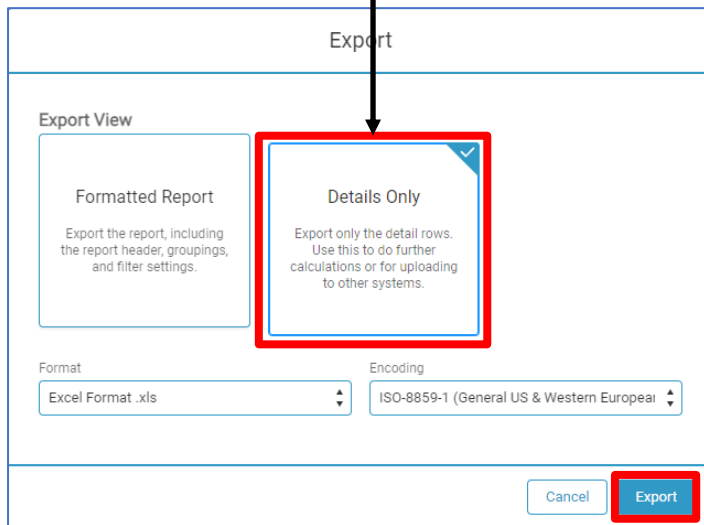 Export
Export View
Formatted Report
Export the report, including
the report header, groupings,
and filter settings.
Details Only
Export only the detail rows.
Use this to do further
calculations or for uploading
to other systems.
Format
Excel Format .xls
Encoding
ISO-8859-1 (General US & Western European
Cancel
Export